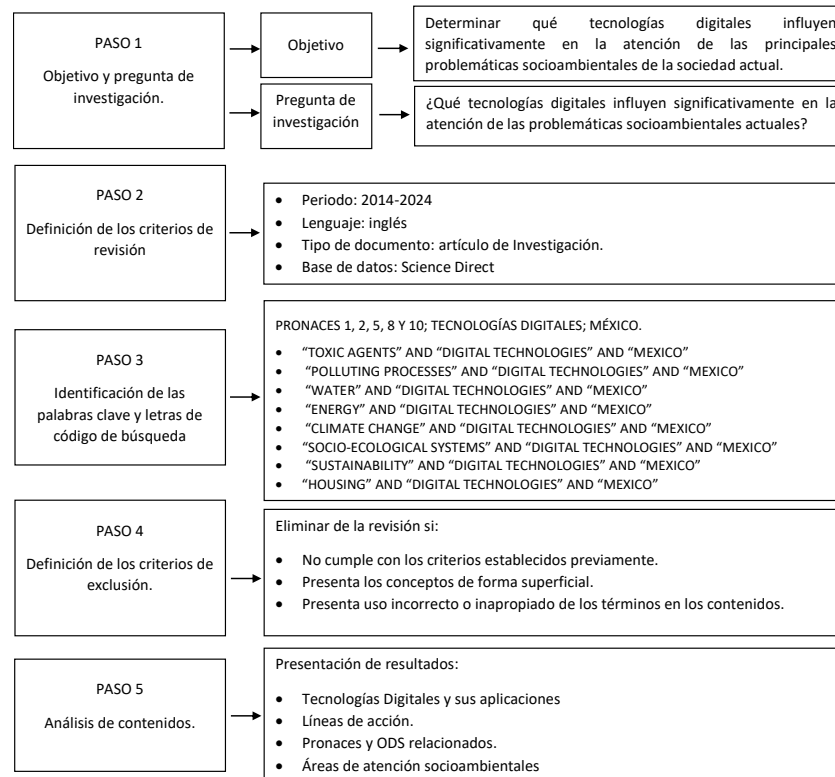 PASO 1
Objetivo y pregunta de
investigación.
Objetivo
Determinar qué tecnologías digitales influyen
significativamente en la atención de las principales
problemáticas socioambientales de la sociedad actual.
Pregunta de
investigación
¿Qué tecnologías digitales influyen significativamente en la
atención de las problemáticas socioambientales actuales?
PASO 2
Definición de los criterios de
revisión
• Periodo: 2014-2024
• Lenguaje: inglés
• Tipo de documento: artículo de Investigación.
• Base de datos: Science Direct
PASO 3
Identificación de las
palabras clave y letras de
código de búsqueda
PRONACES 1, 2, 5, 8 Y 10; TECNOLOGÍAS DIGITALES; MÉXICO.
• “TOXIC AGENTS” AND “DIGITAL TECHNOLOGIES” AND “MEXICO”
• “POLLUTING PROCESSES” AND “DIGITAL TECHNOLOGIES” AND “MEXICO”
• “WATER” AND “DIGITAL TECHNOLOGIES” AND “MEXICO”
• “ENERGY” AND “DIGITAL TECHNOLOGIES” AND “MEXICO”
• “CLIMATE CHANGE” AND “DIGITAL TECHNOLOGIES” AND “MEXICO”
• “SOCIO-ECOLOGICAL SYSTEMS” AND “DIGITAL TECHNOLOGIES” AND “MEXICO”
• “SUSTAINABILITY” AND “DIGITAL TECHNOLOGIES” AND “MEXICO”
• “HOUSING” AND “DIGITAL TECHNOLOGIES” AND “MEXICO”
PASO 4
Definición de los criterios de
exclusión.
Eliminar de la revisión si:
• No cumple con los criterios establecidos previamente.
• Presenta los conceptos de forma superficial.
• Presenta uso incorrecto o inapropiado de los términos en los contenidos.
PASO 5
Análisis de contenidos.
Presentación de resultados:
• Tecnologías Digitales y sus aplicaciones
• Líneas de acción.
• Pronaces y ODS relacionados.
• Áreas de atención socioambientales